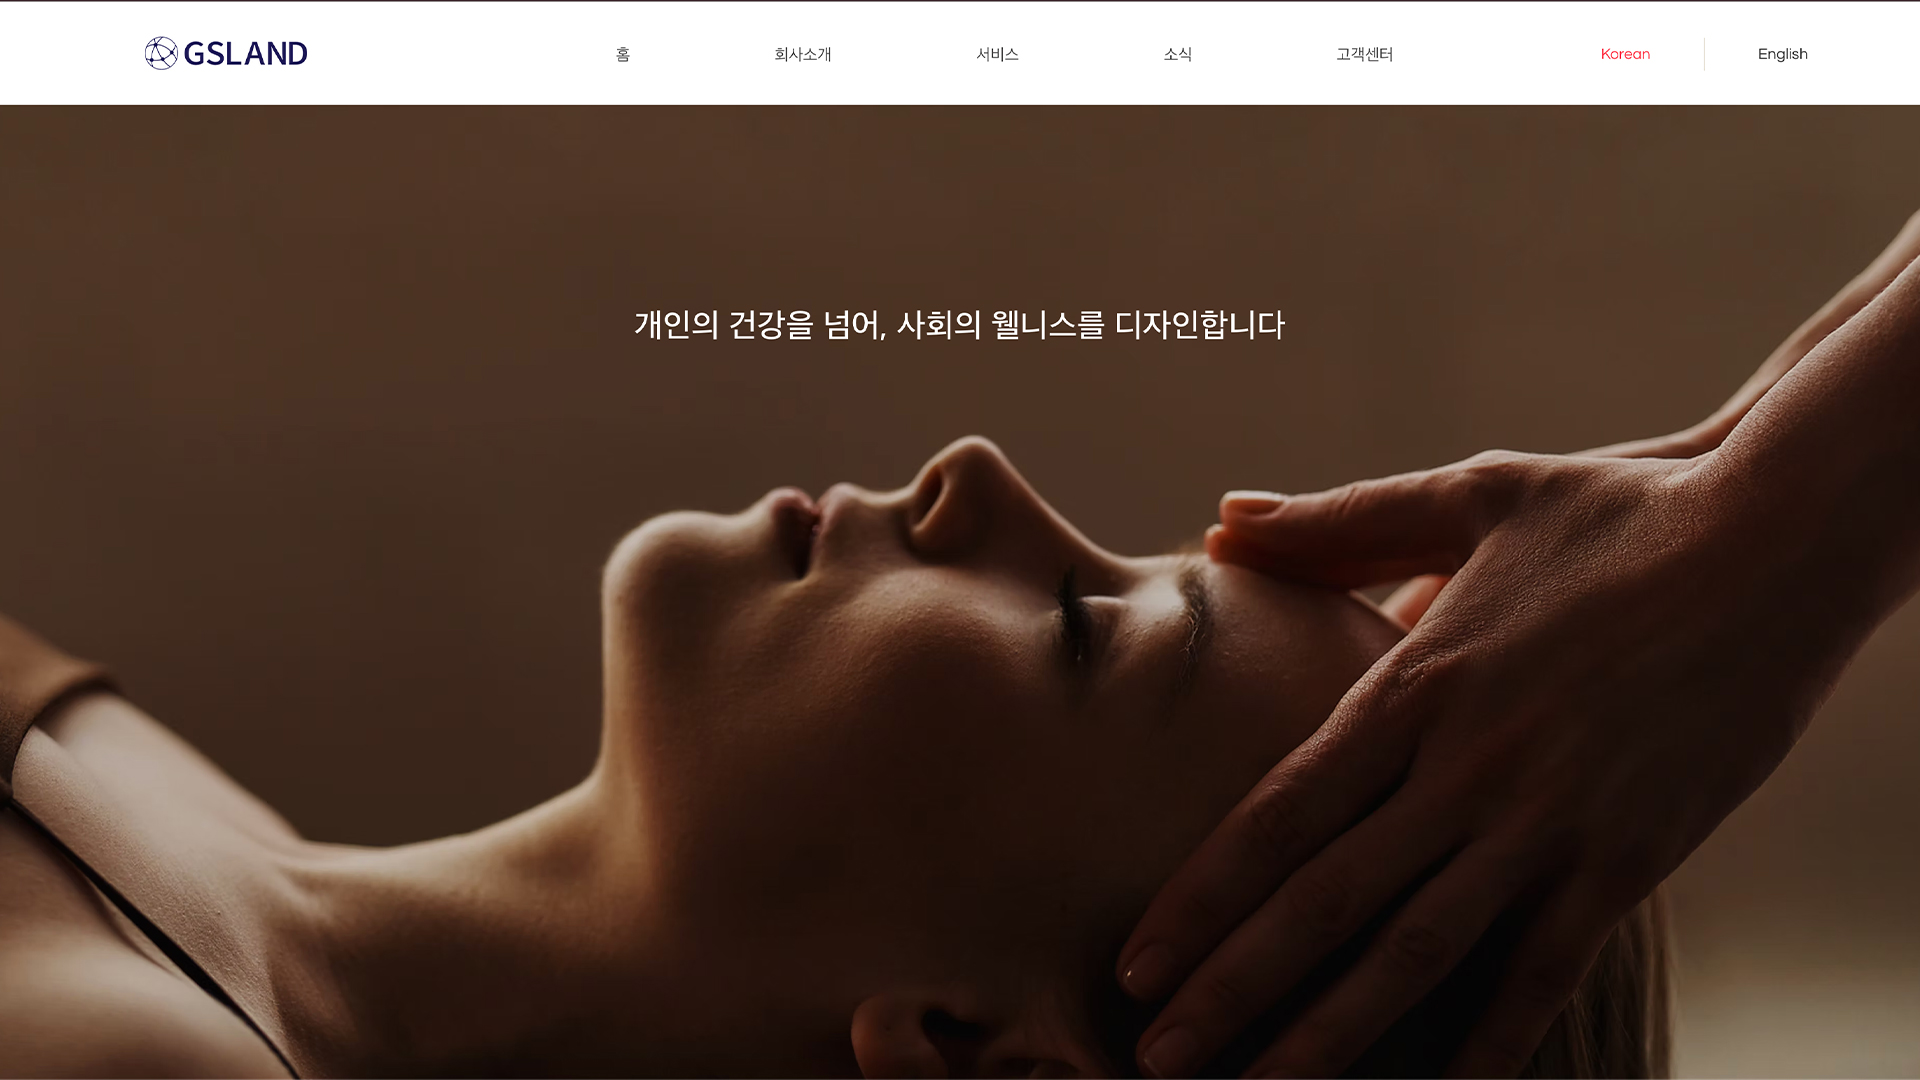 GSLAND
홈
회사소개
서비스
소식
고객센터
Korean
English
개인의 건강을 넘어, 사회의 웰니스를 디자인합니다